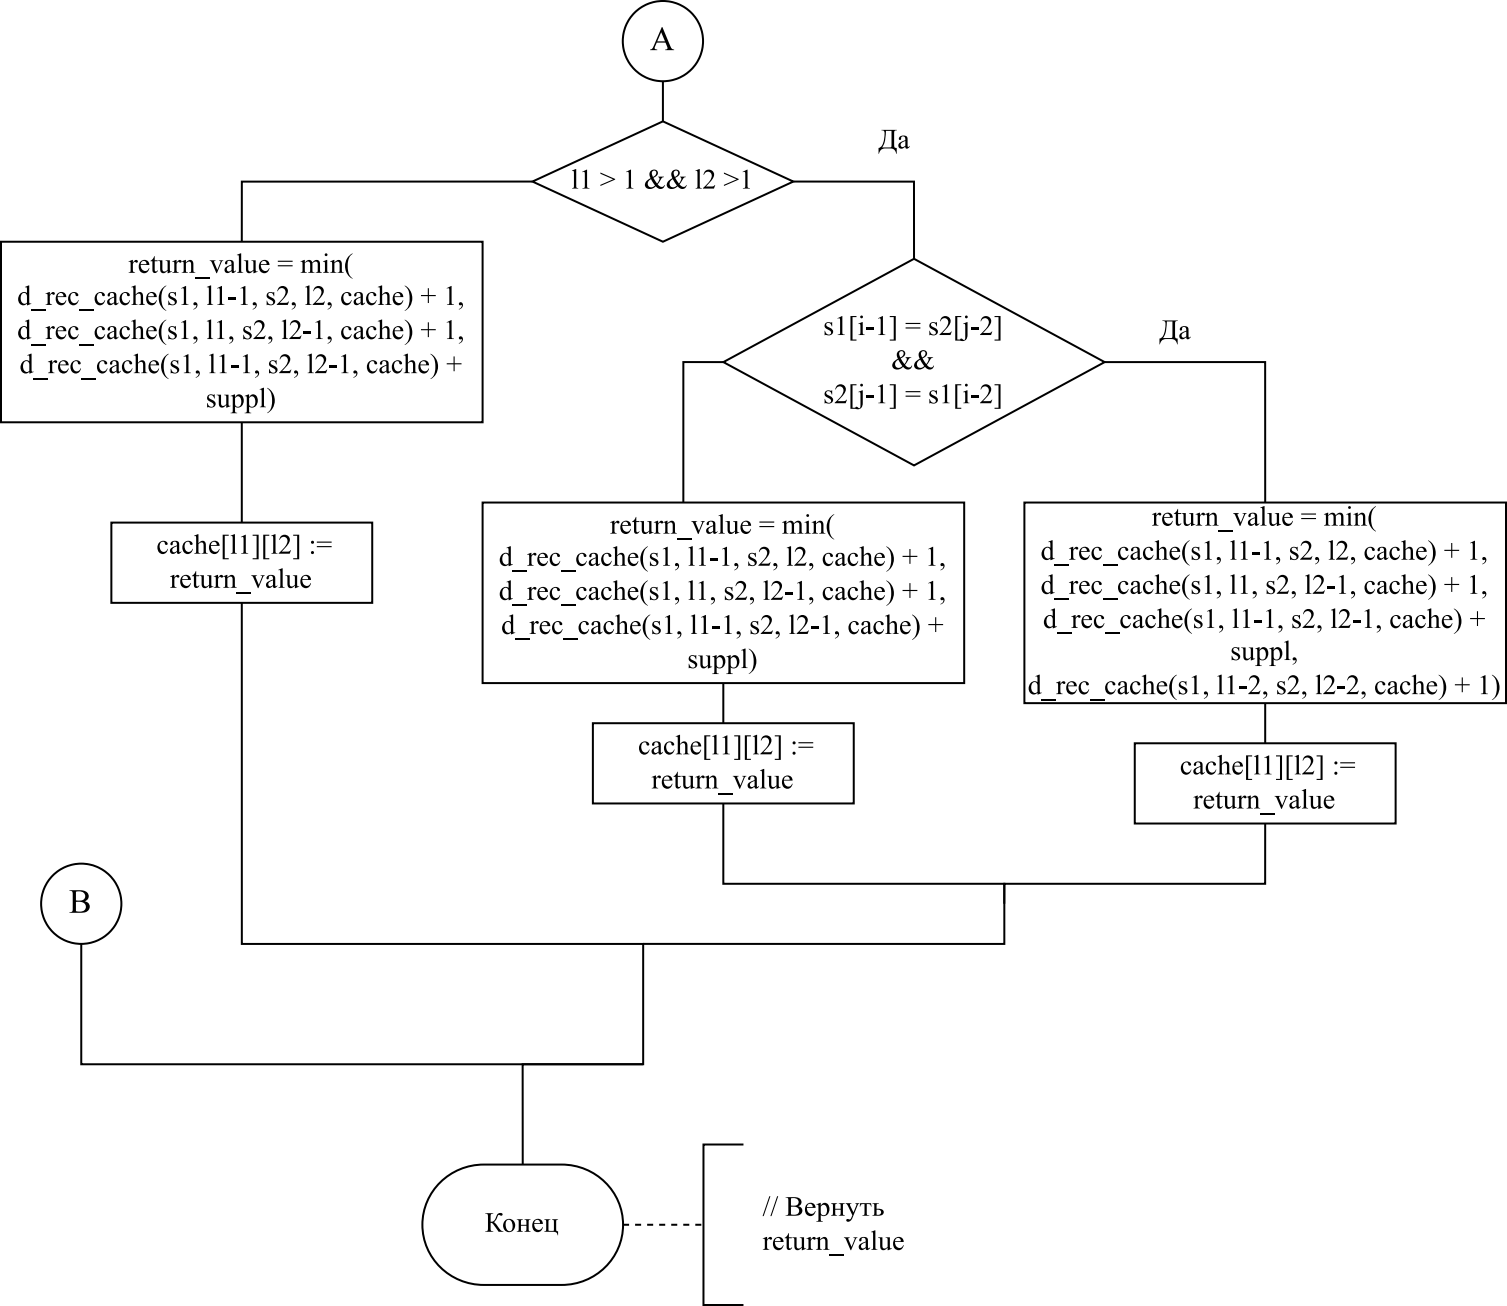 A
Да
l1 > 1 && l2 >1
return_value = min(
d_rec_cache(s1, l1-1, s2, l2, cache) + 1,
d_rec_cache(s1, l1, s2, l2-1, cache) + 1,
d_rec_cache(s1, l1-1, s2, l2-1, cache) +
suppl)
s1[i-1] = s2[j-2]
&&
s2[j-1] = s1[i-2]
Да
cache[l1][l2] :=
return_value
return_value = min(
d_rec_cache(s1, l1-1, s2, l2, cache) + 1,
d_rec_cache(s1, l1, s2, l2-1, cache) + 1,
d_rec_cache(s1, l1-1, s2, l2-1, cache) +
suppl)
return_value = min(
d_rec_cache(s1, l1-1, s2, l2, cache) + 1,
d_rec_cache(s1, l1, s2, l2-1, cache) + 1,
d_rec_cache(s1, l1-1, s2, l2-1, cache) +
suppl,
d_rec_cache(s1, l1-2, s2, l2-2, cache) + 1)
cache[l1][l2] :=
return_value
cache[l1][l2] :=
return_value
B
Конец
// Вернуть
return_value